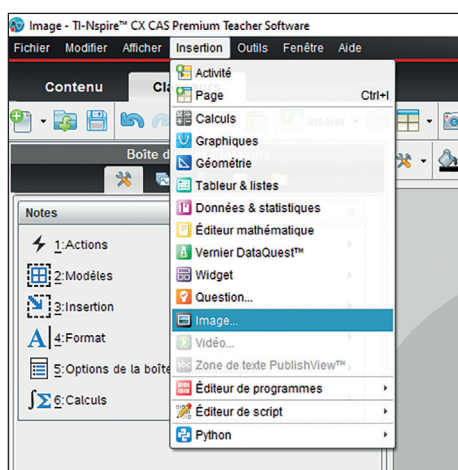 Image - TI-Nspire™ CX CAS Premium Teacher Software
Fichier Modifier Afficher Insertion Outils Fenêtre Aide
Contenu
Activité
Page Ctrl+I
Calculs
Graphiques
Géométrie
Tableur & listes
Données & statistiques
Éditeur mathématique
Vernier DataQuest™
Widget
Question...
Image...
Vidéo...
Zone de texte PublishView™
Éditeur de programmes
Éditeur de script
Python
Insérer
Boîte
Notes
1:Actions
2:Modèles
3:Insertion
4:Format
5:Options de la boîte
6:Calculs